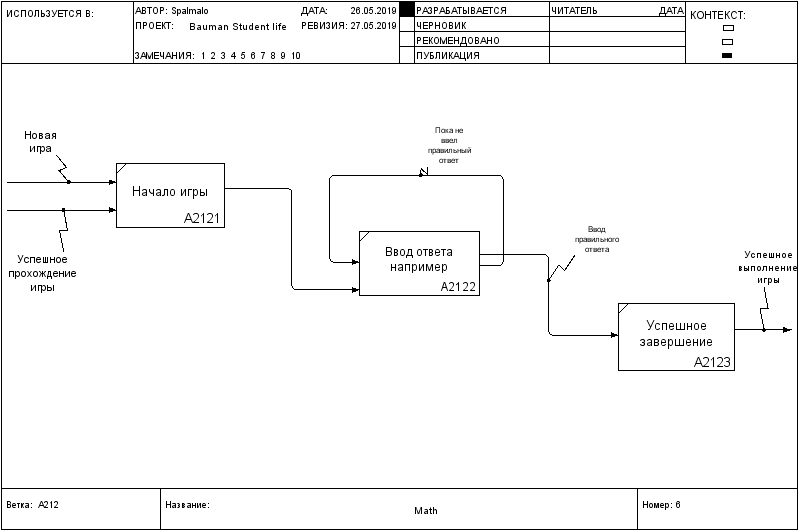 ИСПОЛЬЗУЕТСЯ В:
АВТОР: Spalmalo
ДАТА: 26.05.2019
ПРОЕКТ: Bauman Student life
РЕВИЗИЯ: 27.05.2019
ЗАМЕЧАНИЯ: 1 2 3 4 5 6 7 8 9 10
РАЗРАБАТЫВАЕТСЯ
ЧЕРНОВИК
РЕКОМЕНДОВАНО
ПУБЛИКАЦИЯ
ЧИТАТЕЛЬ
ДАТА
КОНТЕКСТ:
Новая
игра
Успешное
прохождение
игры
Начало игры
A2121
Пока не
ввел
правильный
ответ
Ввод ответа
например
A2122
Ввод
правильного
ответа
Успешное
завершение
A2123
Успешное
выполнение
игры
Ветка: A212
Название:
Math
Номер: 6